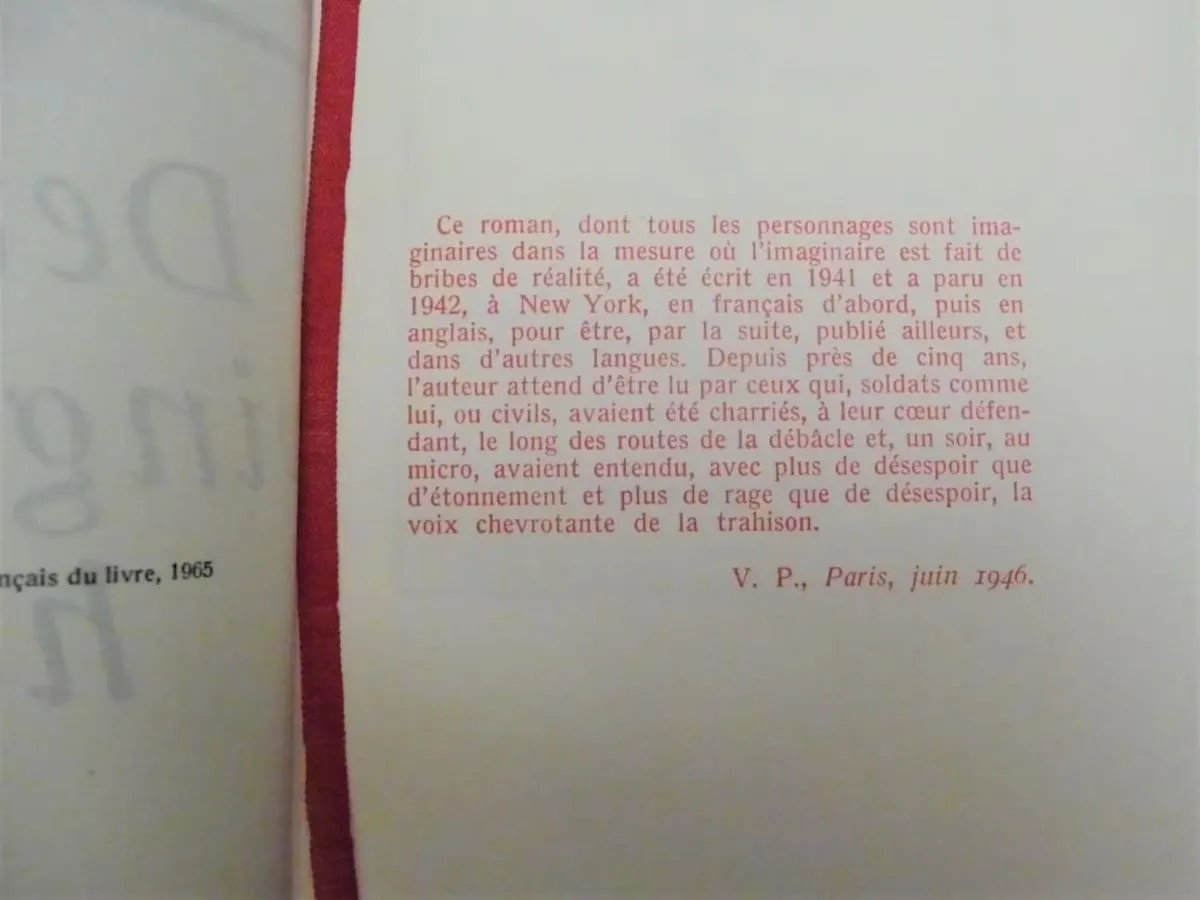 nçais du livre, 1965
Ce roman, dont tous les personnages sont ima-
ginaires dans la mesure où l'imaginaire est fait de
bribes de réalité, a été écrit en 1941 et a paru en
1942, à New York, en français d'abord, puis en
anglais, pour être, par la suite, publié ailleurs, et
dans d'autres langues. Depuis près de cinq ans,
l'auteur attend d'être lu par ceux qui, soldats comme
lui, ou civils, avaient été charriés, à leur cœur défen-
dant, le long des routes de la débâcle et, un soir, au
micro, avaient entendu, avec plus de désespoir que
d'étonnement et plus de rage que de désespoir, la
voix chevrotante de la trahison.
V. P., Paris, juin 1946.